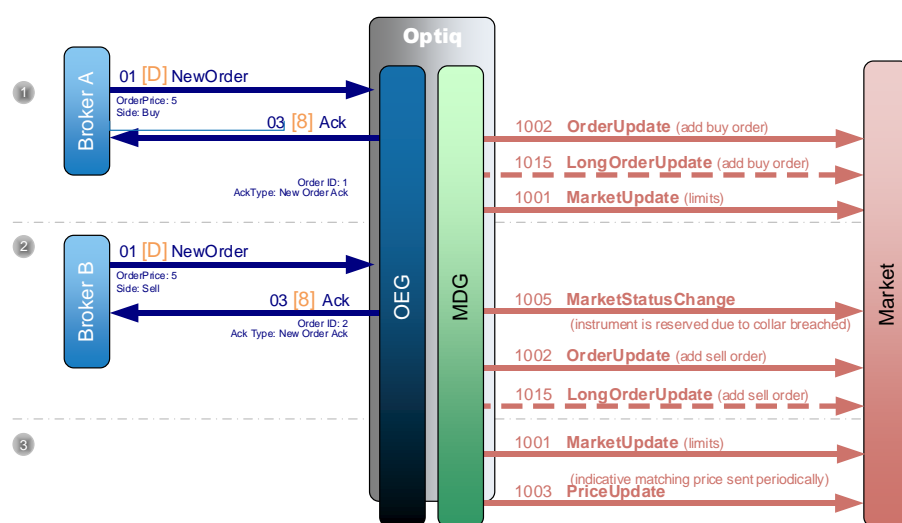 Optiq
1
Broker A
01 [D] NewOrder
OrderPrice: 5
Side: Buy
03 [8] Ack
Order ID: 1
AckType: New Order Ack
1002 OrderUpdate (add buy order)
1015 LongOrderUpdate (add buy order)
1001 MarketUpdate (limits)
2
Broker B
01 [D] NewOrder
OrderPrice: 5
Side: Sell
03 [8] Ack
Order ID: 2
Ack Type: New Order Ack
OEG
MDG
Market
1005 MarketStatusChange
(instrument is reserved due to collar breached)
1002 OrderUpdate (add sell order)
1015 LongOrderUpdate (add sell order)
3
1001 MarketUpdate (limits)
(indicative matching price sent periodically)
1003 PriceUpdate